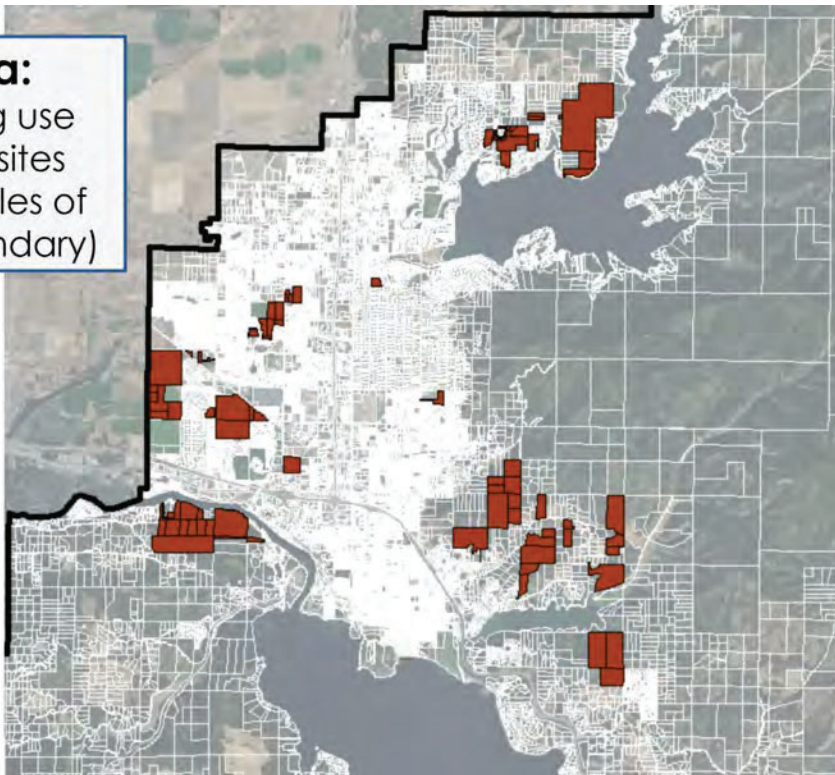 a:
g use
sites
les of
ndary)